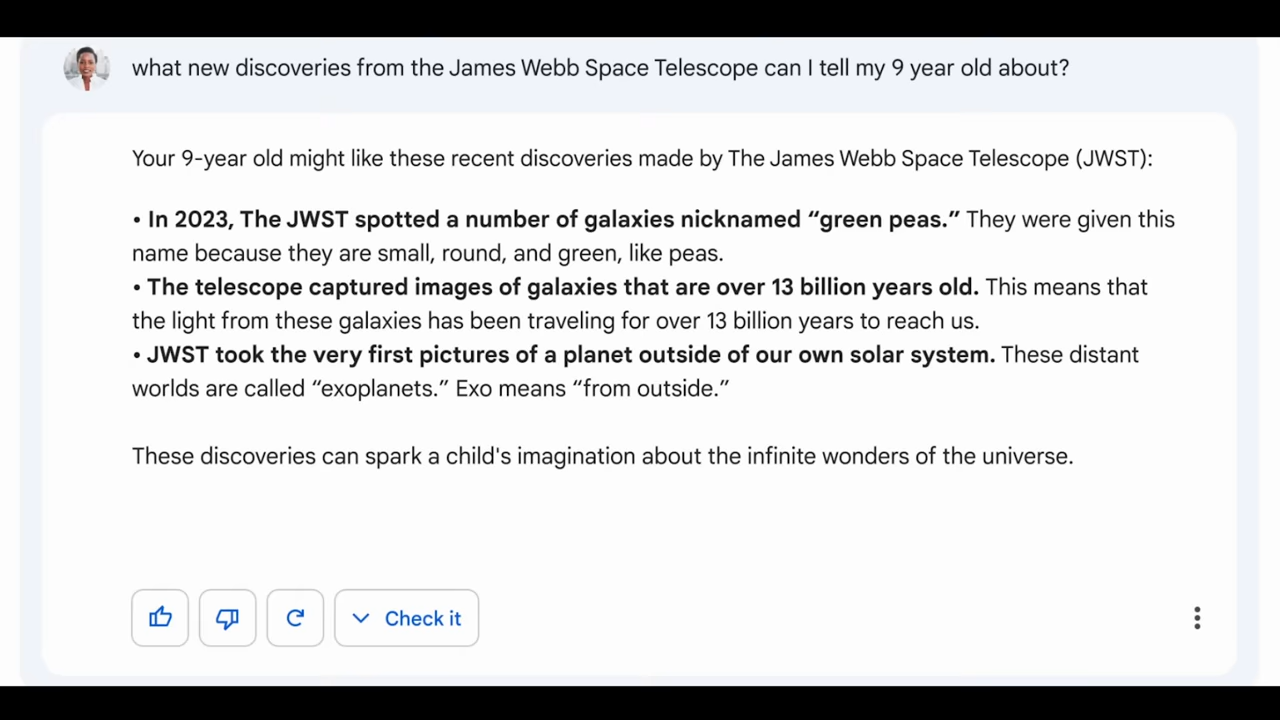 what new discoveries from the James Webb Space Telescope can I tell my 9 year old about?
Your 9-year old might like these recent discoveries made by The James Webb Space Telescope (JWST):
• In 2023, The JWST spotted a number of galaxies nicknamed “green peas.” They were given this
name because they are small, round, and green, like peas.
• The telescope captured images of galaxies that are over 13 billion years old. This means that
the light from these galaxies has been traveling for over 13 billion years to reach us.
• JWST took the very first pictures of a planet outside of our own solar system. These distant
worlds are called “exoplanets.” Exo means “from outside.”
These discoveries can spark a child's imagination about the infinite wonders of the universe.
Check it